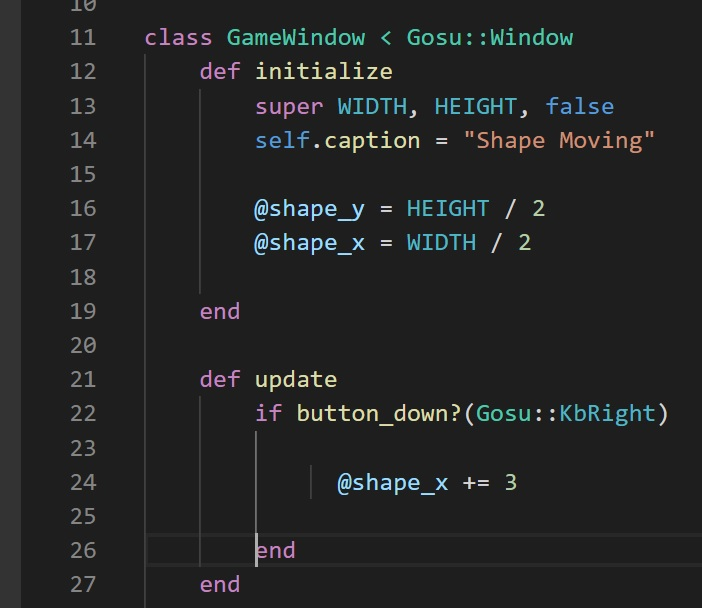 10
11 class GameWindow < Gosu::Window
12 def initialize
13 super WIDTH, HEIGHT, false
14 self.caption = "Shape Moving"
15
16 @shape_y = HEIGHT / 2
17 @shape_x = WIDTH / 2
18
19 end
20
21 def update
22 if button_down?(Gosu::KbRight)
23
24 @shape_x += 3
25
26 end
27 end